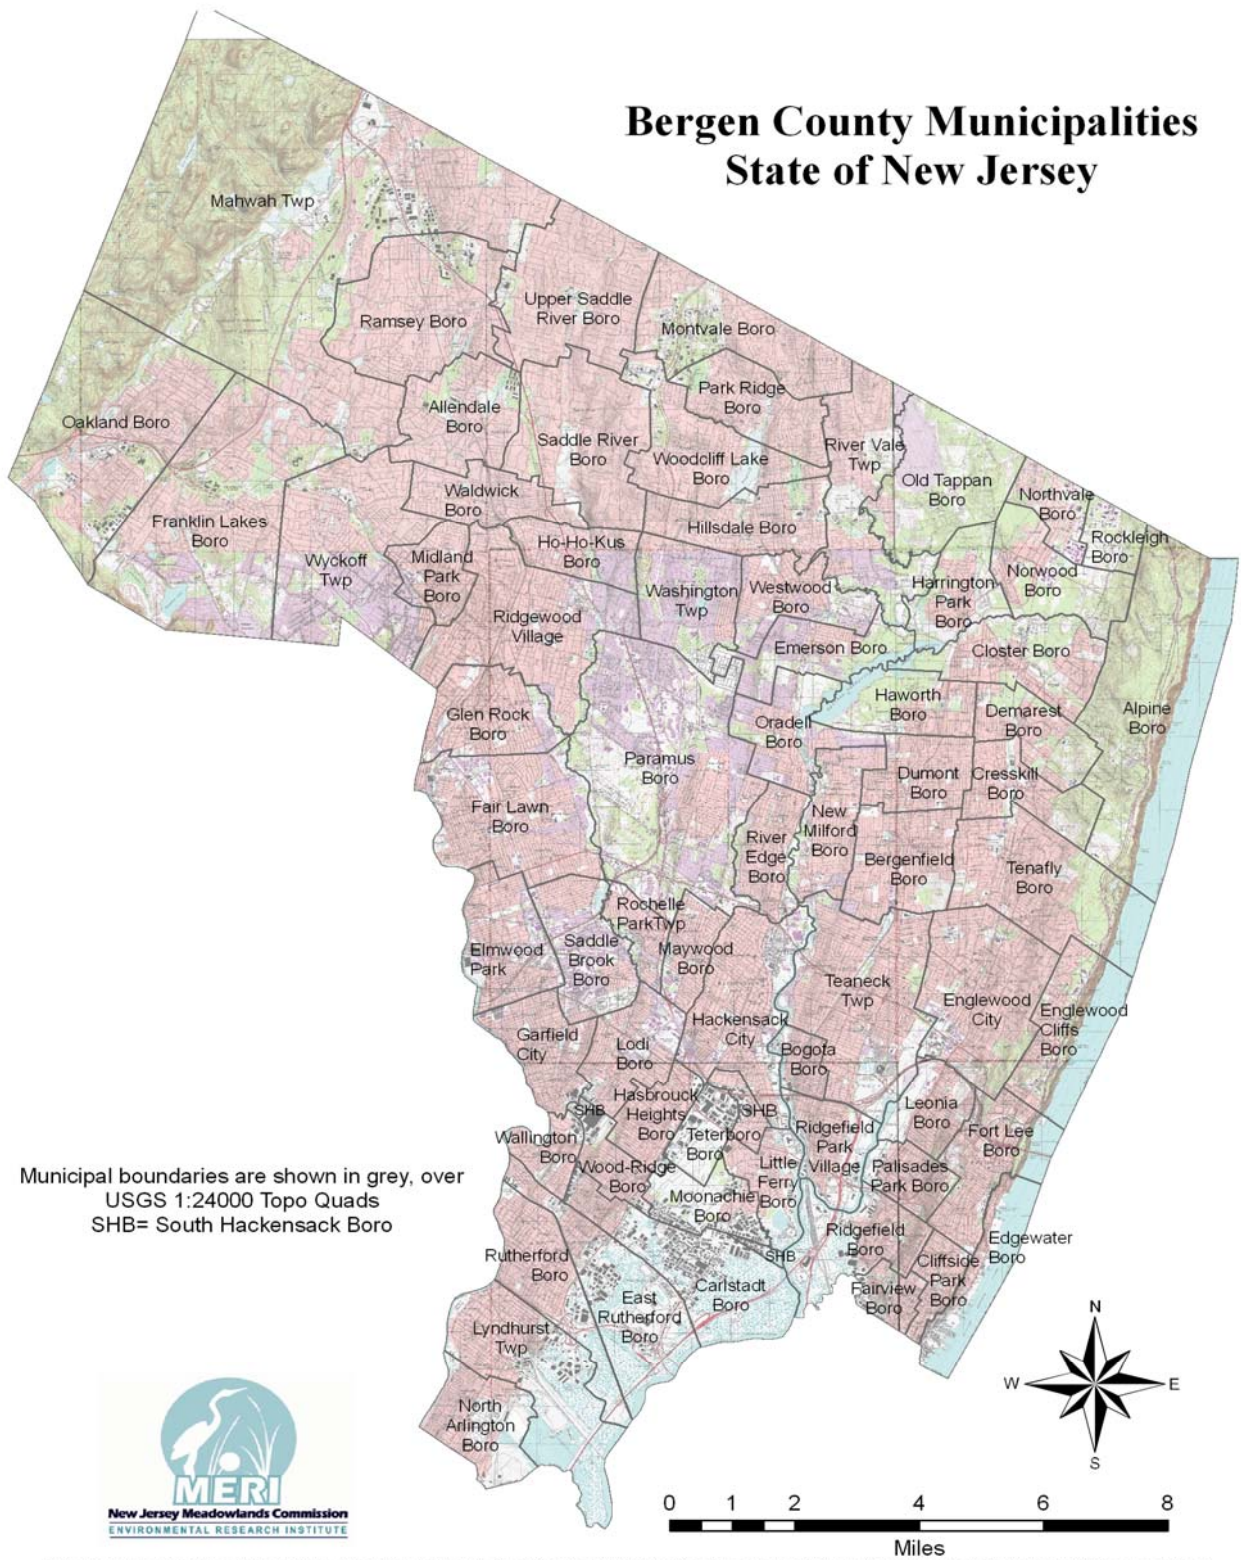 Bergen County Municipalities
State of New Jersey
Mahwah Twp
Upper Saddle
River Boro
Ramsey Boro
Montvale Boro
Park Ridge
Boro
Allendale
Boro
Oakland Boro
Saddle River
Boro
River Vale
Twp
Woodcliff Lake
Boro
Old Tappan
Boro
Waldwick
Boro
Northvale
Boro
Franklin Lakes
Boro
Hillsdale Boro
Rockleigh
Boro
Ho-Ho-Kus
Boro
Wyckoff
Twp
Midland
Park
Boro
Norwood
Boro
Washington
Twp
Westwood
Boro
Harrington
Park
Boro
Ridgewood
Village
Emerson Boro
Closter Boro
Haworth
Boro
Glen Rock
Boro
Oradell
Boro
Demarest
Boro
Alpine
Boro
Paramus
Boro
Dumont
Boro
Cresskill
Boro
Fair Lawn
Boro
New
Milford
Boro
River
Edge
Boro
Bergenfield
Boro
Tenafly
Boro
Rochelle
ParkTwp
Elmwood
Park
Saddle
Brook
Boro
Maywood
Boro
Teaneck
Twp
Englewood
City
Englewood
Cliffs
Boro
Garfield
City
Lodi
Boro
Hackensack
City
Bogota
Boro
Hasbrouck
Heights
Boro
SHB
SHB
Leonia
Boro
Wallington
Boro
Teterboro
Boro
Ridgefield
Park
Village
Fort Lee
Boro
Wood-Ridge
Boro
Little
Ferry
Boro
Palisades
Park Boro
Municipal boundaries are shown in grey, over
USGS 1:24000 Topo Quads
SHB= South Hackensack Boro
Moonachie
Boro
Ridgefield
Boro
Edgewater
Boro
Rutherford
Boro
SHB
Cliffside
Park
Boro
Carlstadt
Boro
Fairview
Boro
East
Rutherford
Boro
Lyndhurst
Twp
North
Arlington
Boro
N
W
E
S
MERI
New Jersey Meadowlands Commission
ENVIRONMENTAL RESEARCH INSTITUTE
0 1 2 4 6 8
Miles